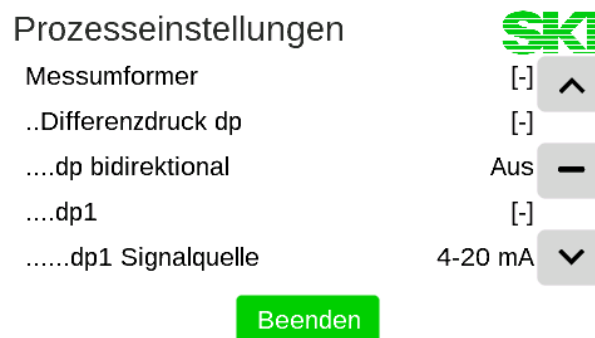 Prozesseinstellungen
SKI
Messumformer [-]
..Differenzdruck dp [-]
....dp bidirektional Aus
....dp1 [-]
......dp1 Signalquelle 4-20 mA
Beenden